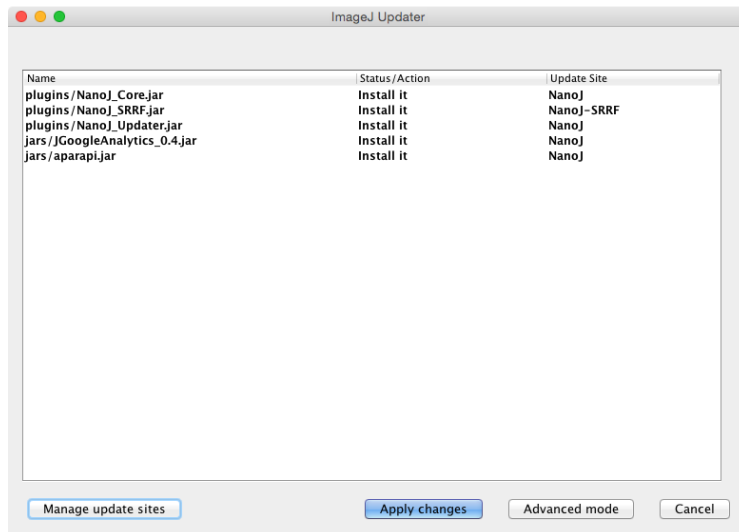 ImageJ Updater
Name Status/Action Update Site
plugins/NanoJ_Core.jar Install it NanoJ
plugins/NanoJ_SRRF.jar Install it NanoJ-SRRF
plugins/NanoJ_Updater.jar Install it NanoJ
jars/JGoogleAnalytics_0.4.jar Install it NanoJ
jars/aparapi.jar Install it NanoJ
Manage update sites Apply changes Advanced mode Cancel